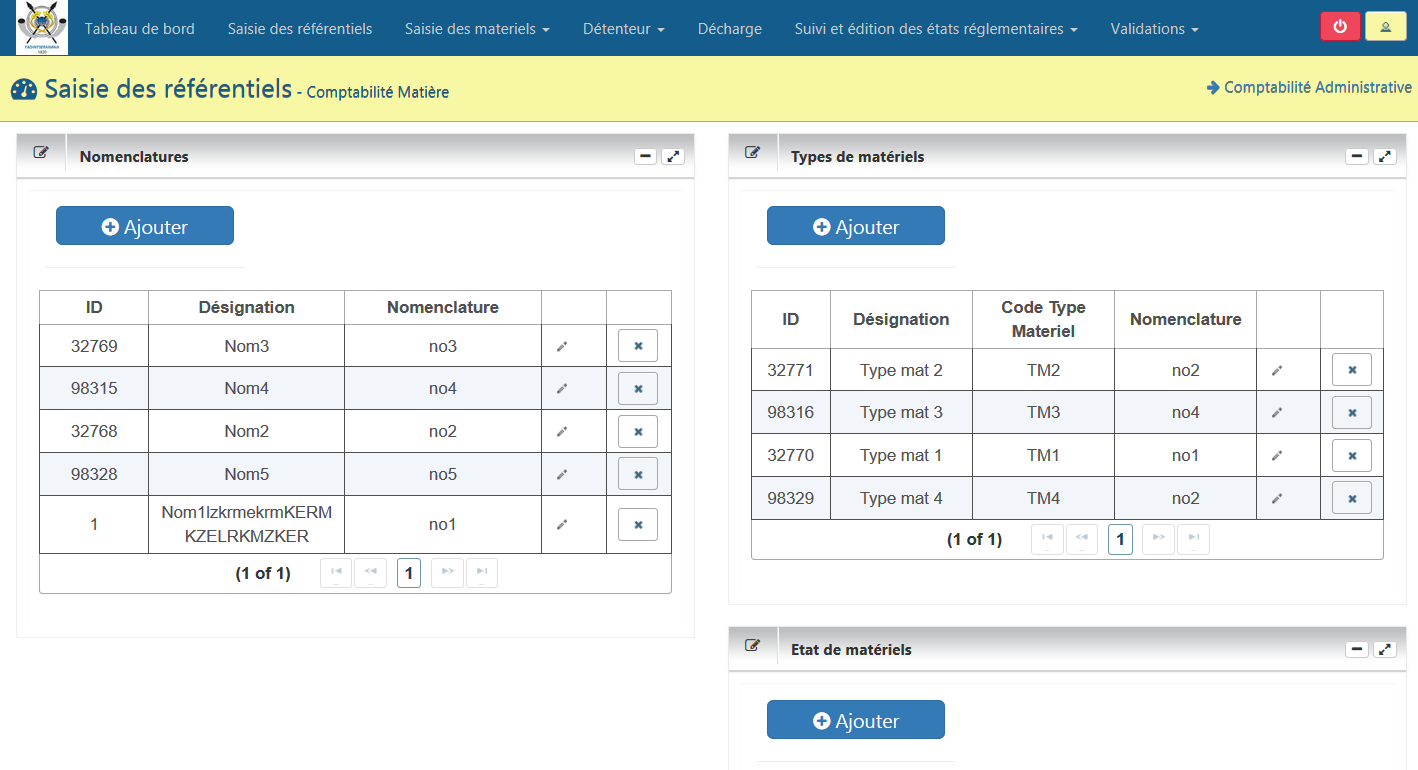 Tableau de bord
Saisie des référentiels
Saisie des materiels
Détenteur
Décharge
Suivi et édition des états réglementaires
Validations
Saisie des référentiels - Comptabilité Matière
Comptabilité Administrative
Nomenclatures
Ajouter
ID Désignation Nomenclature
32769 Nom3 no3
98315 Nom4 no4
32768 Nom2 no2
98328 Nom5 no5
1 Nom1lzkrmekrmKERM no1
KZELRKMZKER
(1 of 1) 1
Types de matériels
Ajouter
ID Désignation Code Type Nomenclature
Materiel
32771 Type mat 2 TM2 no2
98316 Type mat 3 TM3 no4
32770 Type mat 1 TM1 no1
98329 Type mat 4 TM4 no2
(1 of 1) 1
Etat de matériels
Ajouter